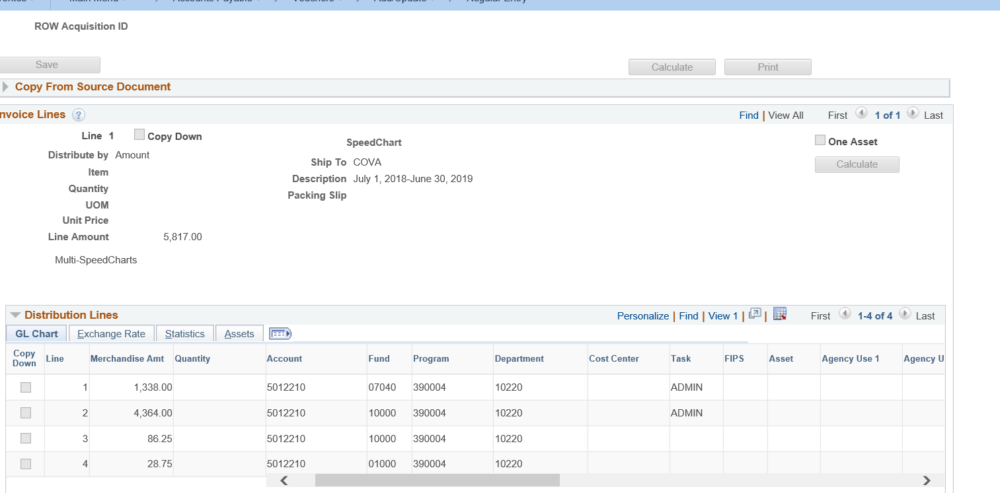 Main Menu Accounts Payable Vouchers Add/Update Regular Entry
ROW Acquisition ID
Save Calculate Print
Copy From Source Document
nvoice Lines ? Find | View All First 1 of 1 Last
Line 1 Copy Down SpeedChart One Asset
Distribute by Amount Ship To COVA Calculate
Item Description July 1, 2018-June 30, 2019
Quantity Packing Slip
UOM
Unit Price
Line Amount 5,817.00
Multi-SpeedCharts
Distribution Lines Personalize | Find | View 1 | | First 1-4 of 4 Last
GL Chart Exchange Rate Statistics Assets
Copy Down Line Merchandise Amt Quantity Account Fund Program Department Cost Center Task FIPS Asset Agency Use 1 Agency U
1 1,338.00 5012210 07040 390004 10220 ADMIN
2 4,364.00 5012210 10000 390004 10220 ADMIN
3 86.25 5012210 10000 390004 10220
4 28.75 5012210 01000 390004 10220